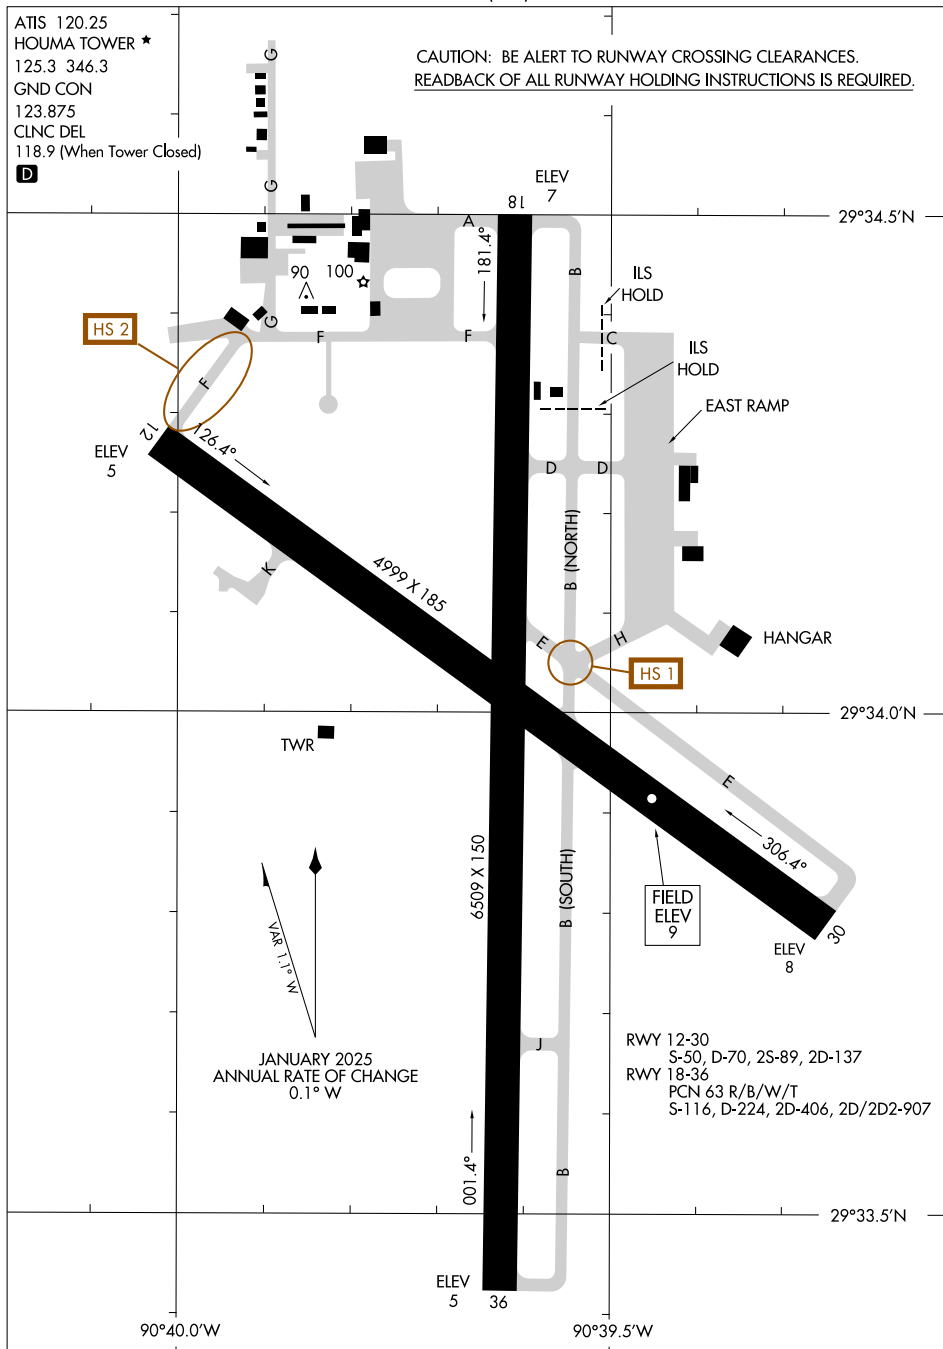 ATIS 120.25
HOUMA TOWER ★
125.3 346.3
GND CON
123.875
CLNC DEL
118.9 (When Tower Closed)
D
CAUTION: BE ALERT TO RUNWAY CROSSING CLEARANCES.
READBACK OF ALL RUNWAY HOLDING INSTRUCTIONS IS REQUIRED.
G
G
G
ELEV
7
18
29°34.5'N
A
181.4°
B
ILS
HOLD
90
100
HS 2
F
F
C
ILS
HOLD
F
EAST RAMP
12
126.4°
ELEV
5
D
D
K
4999 X 185
B (NORTH)
E
H
HANGAR
HS 1
29°34.0'N
TWR
E
306.4°
6509 X 150
B (SOUTH)
FIELD
ELEV
9
30
ELEV
8
VAR 1.1° W
JANUARY 2025
ANNUAL RATE OF CHANGE
0.1° W
J
RWY 12-30
S-50, D-70, 2S-89, 2D-137
RWY 18-36
PCN 63 R/B/W/T
S-116, D-224, 2D-406, 2D/2D2-907
001.4°
B
29°33.5'N
ELEV
5
36
90°40.0'W
90°39.5'W